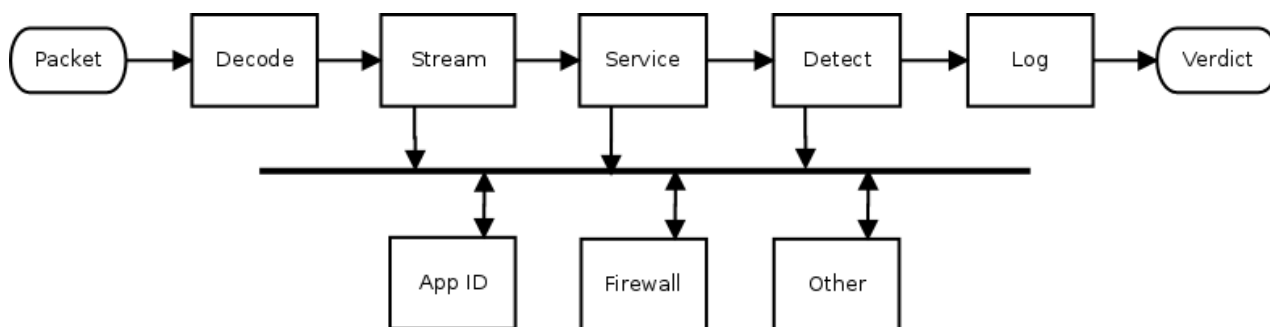 Packet
Decode
Stream
Service
Detect
Log
Verdict
App ID
Firewall
Other